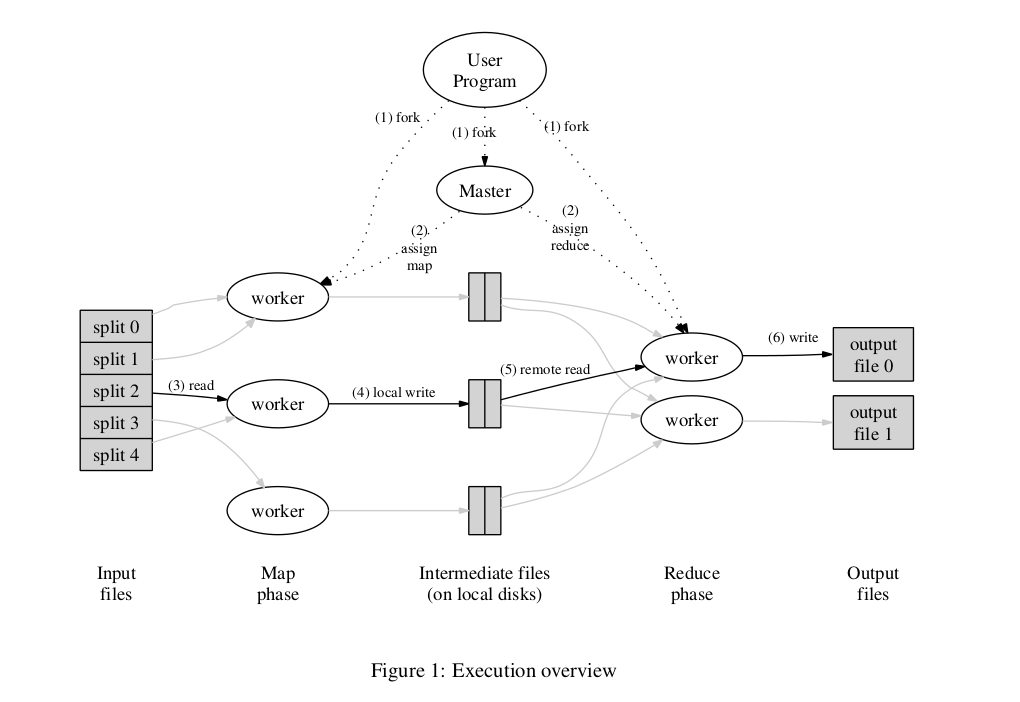 User
Program
(1) fork
(1) fork
(1) fork
Master
(2)
assign
map
(2)
assign
reduce
worker
split 0
split 1
split 2
split 3
split 4
(3) read
worker
(4) local write
(5) remote read
worker
(6) write
output
file 0
worker
output
file 1
worker
Input
files
Map
phase
Intermediate files
(on local disks)
Reduce
phase
Output
files
Figure 1: Execution overview